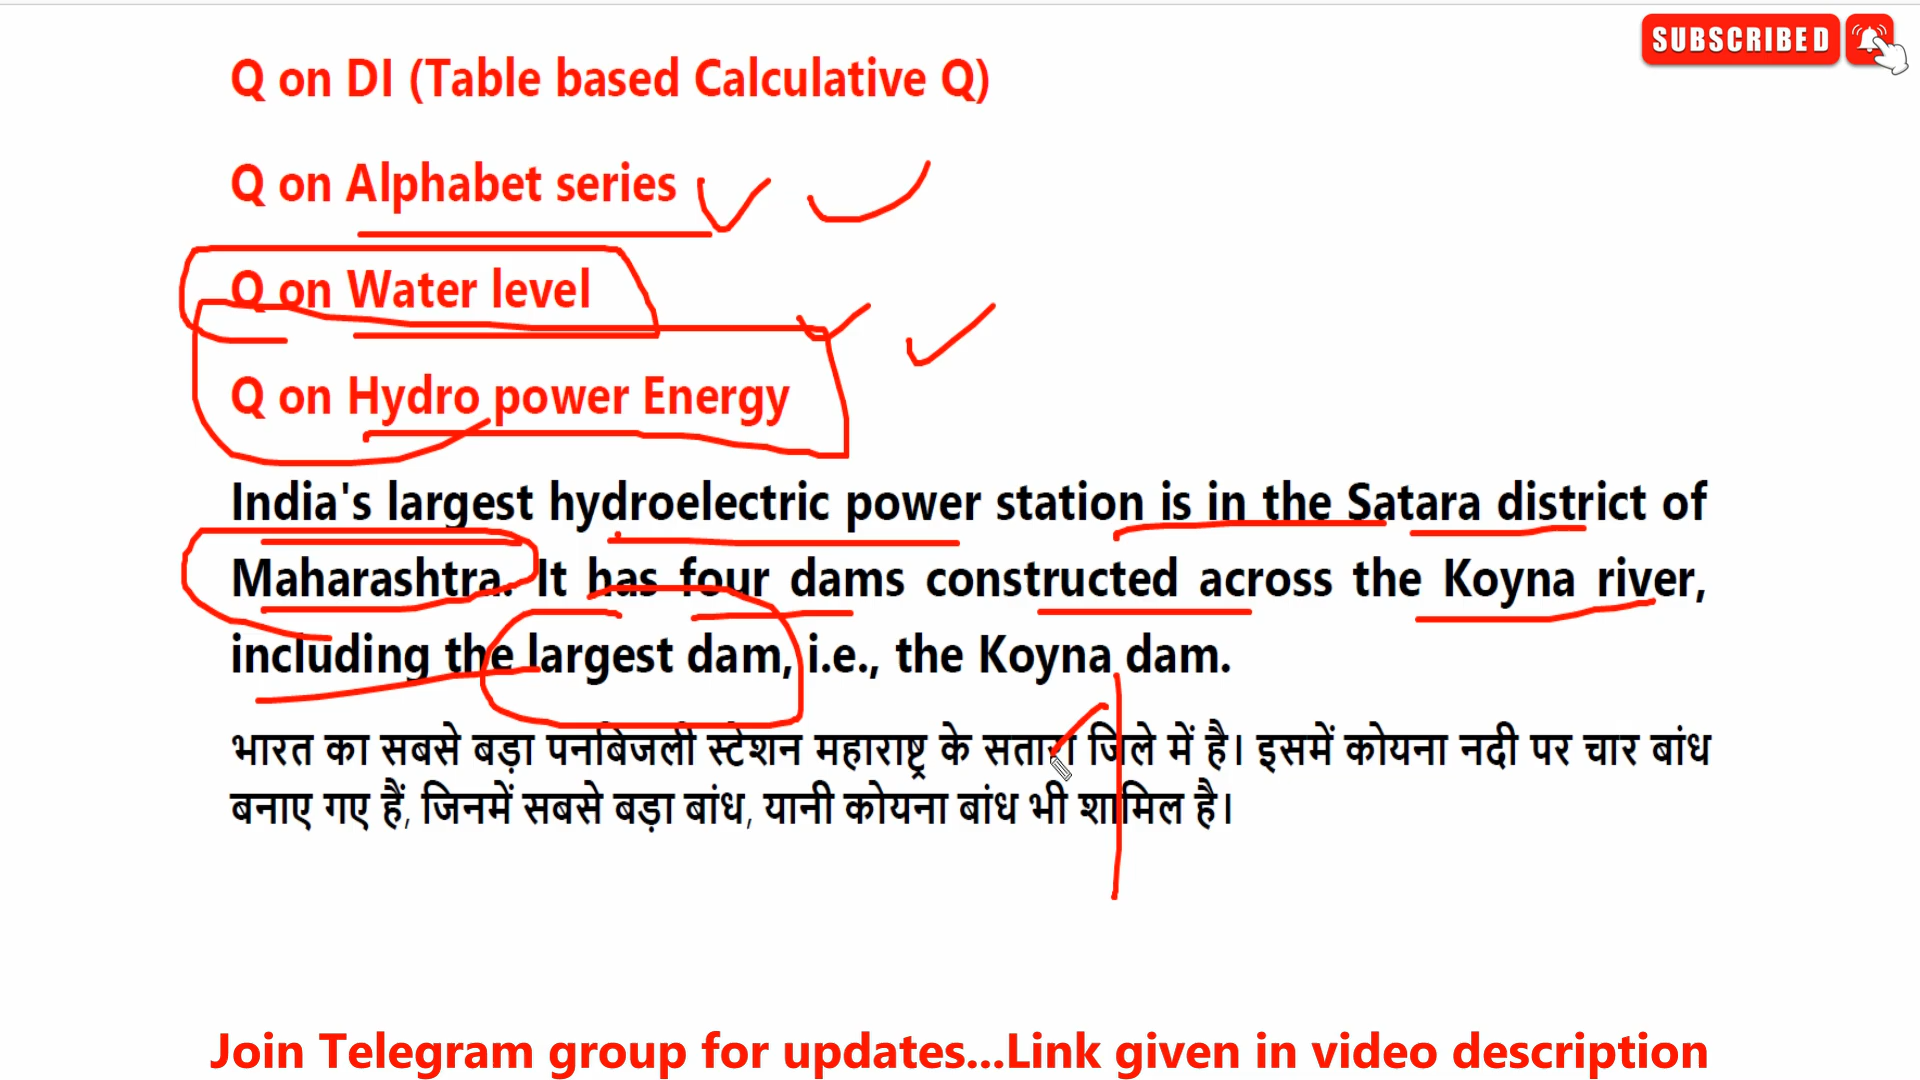 SUBSCRIBED
Q on DI (Table based Calculative Q)
Q on Alphabet series
Q on Water level
Q on Hydro power Energy
India's largest hydroelectric power station is in the Satara district of
Maharashtra. It has four dams constructed across the Koyna river,
including the largest dam, i.e., the Koyna dam.
भारत का सबसे बड़ा पनबिजली स्टेशन महाराष्ट्र के सतारा जिले में है। इसमें कोयना नदी पर चार बांध
बनाए गए हैं, जिनमें सबसे बड़ा बांध, यानी कोयना बांध भी शामिल है।
Join Telegram group for updates...Link given in video description